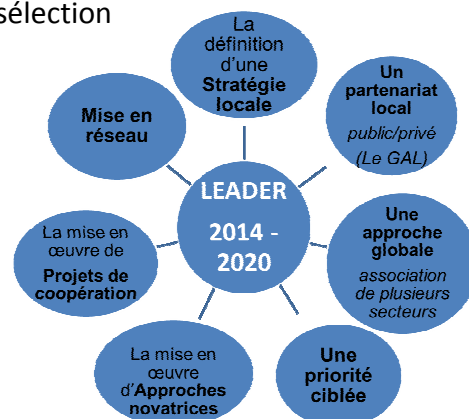 sélection
La
définition
d'une
Stratégie
locale
Un
partenariat
local
public/privé
(Le GAL)
Mise en
réseau
LEADER
2014 -
2020
Une
approche
globale
association
de plusieurs
secteurs
La mise en
œuvre de
Projets de
coopération
La mise en
œuvre
d'Approches
novatrices
Une
priorité
ciblée